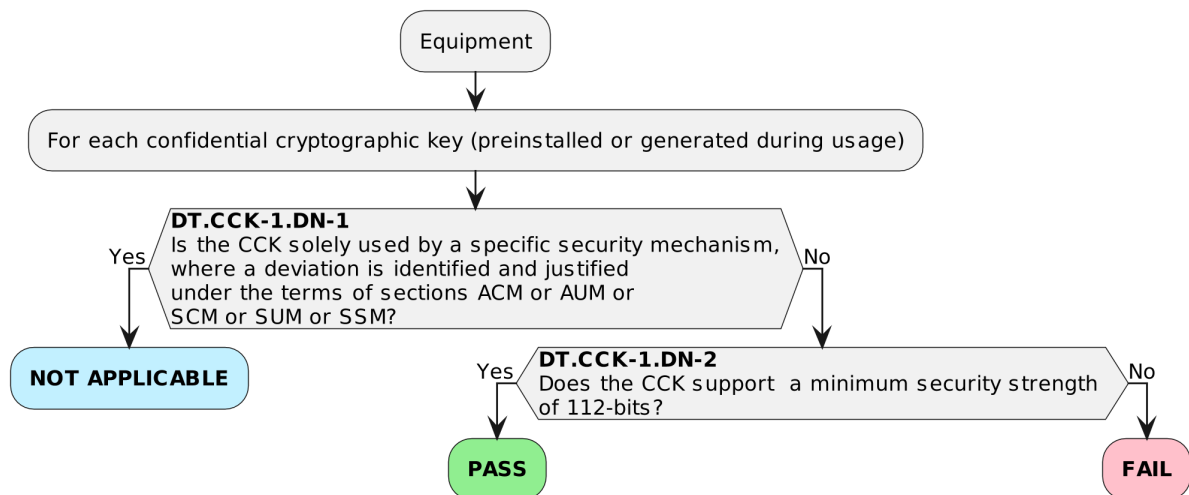 Equipment
For each confidential cryptographic key (preinstalled or generated during usage)
DT.CCK-1.DN-1
Is the CCK solely used by a specific security mechanism,
where a deviation is identified and justified
under the terms of sections ACM or AUM or
SCM or SUM or SSM?
Yes
No
NOT APPLICABLE
DT.CCK-1.DN-2
Does the CCK support  a minimum security strength
of 112-bits?
Yes
No
PASS
FAIL